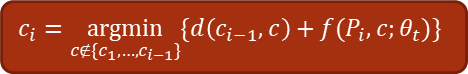 c_i = argmin_{c∉{c_1,…,c_{i−1}}} {d(c_{i−1}, c) + f(P_i, c; θ_t)}